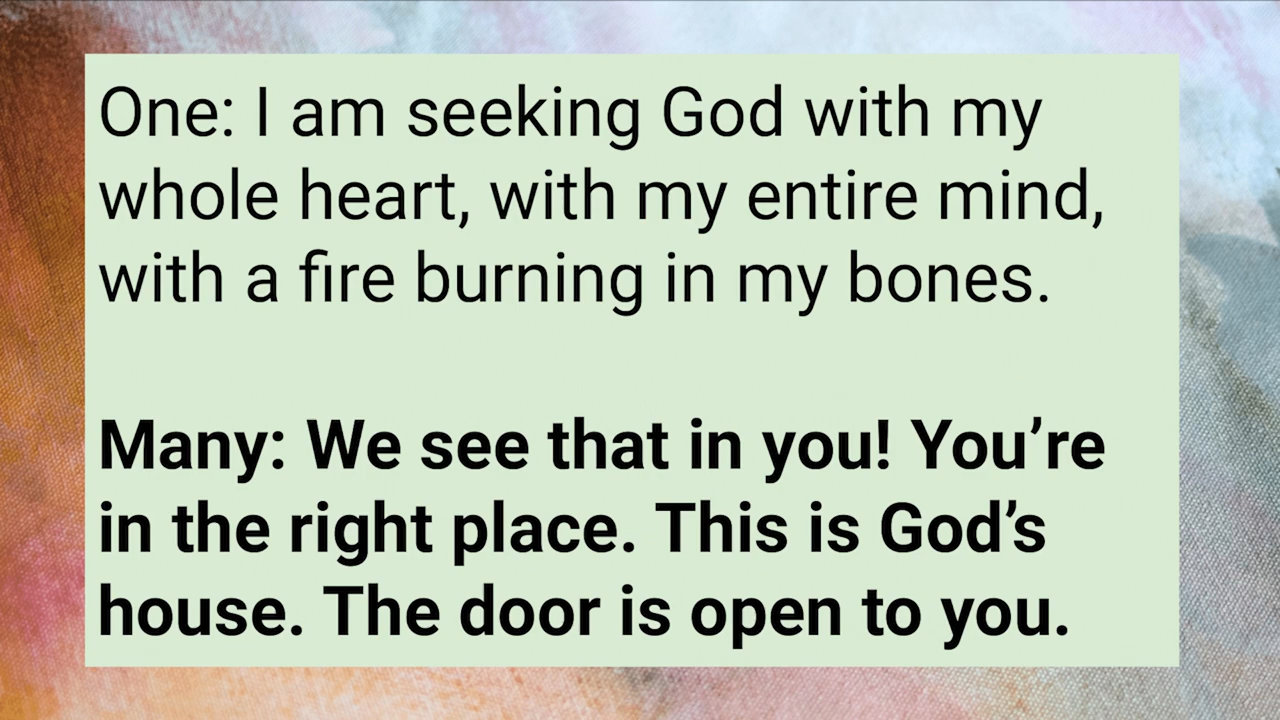 One: I am seeking God with my
whole heart, with my entire mind,
with a fire burning in my bones.
Many: We see that in you! You’re
in the right place. This is God’s
house. The door is open to you.